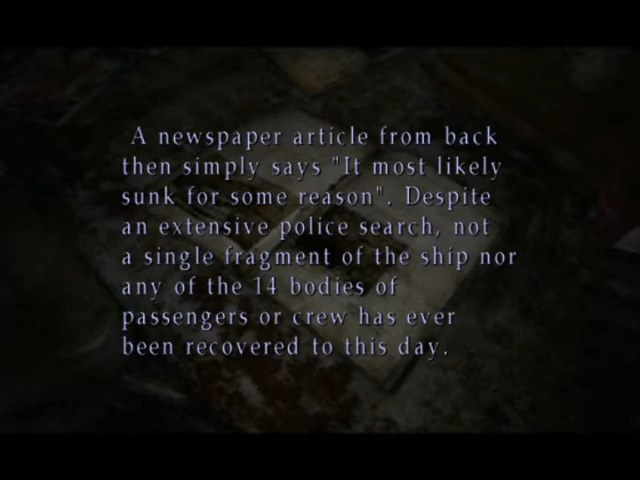 A newspaper article from back
then simply says "It most likely
sunk for some reason". Despite
an extensive police search, not
a single fragment of the ship nor
any of the 14 bodies of
passengers or crew has ever
been recovered to this day.